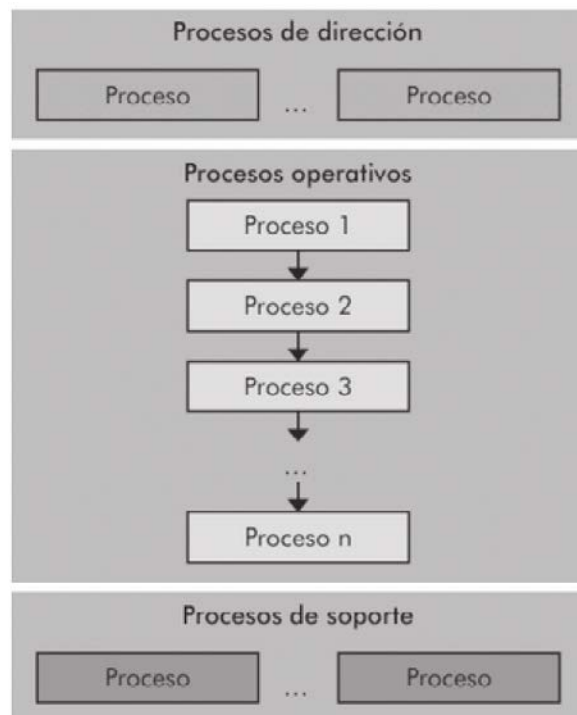 Procesos de dirección
Proceso ... Proceso
Procesos operativos
Proceso 1
Proceso 2
Proceso 3
...
Proceso n
Procesos de soporte
Proceso ... Proceso